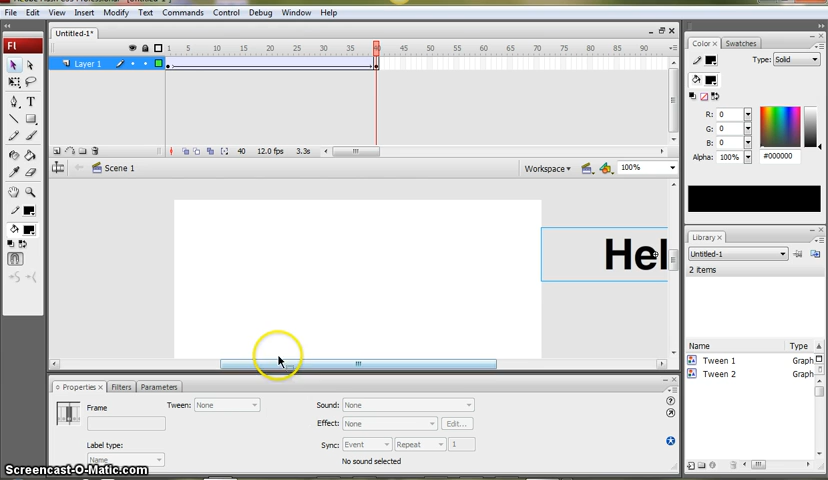 File Edit View Insert Modify Text Commands Control Debug Window Help
Untitled-1*
1 5 10 15 20 25 30 35 40 45 50 55 60 65 70 75 80 85 90
Layer 1
40 12.0 fps 3.3s
Scene 1 Workspace 100%
Hel
Color Swatches
Type: Solid
R: 0
G: 0
B: 0
Alpha: 100% #000000
Library
Untitled-1
2 items
Name Type
Tween 1 Graph
Tween 2 Graph
Properties Filters Parameters
Frame Tween: None Sound: None
Effect: None Edit...
Label type: Sync: Event Repeat 1
Name No sound selected
Screencast-O-Matic.com
Fl